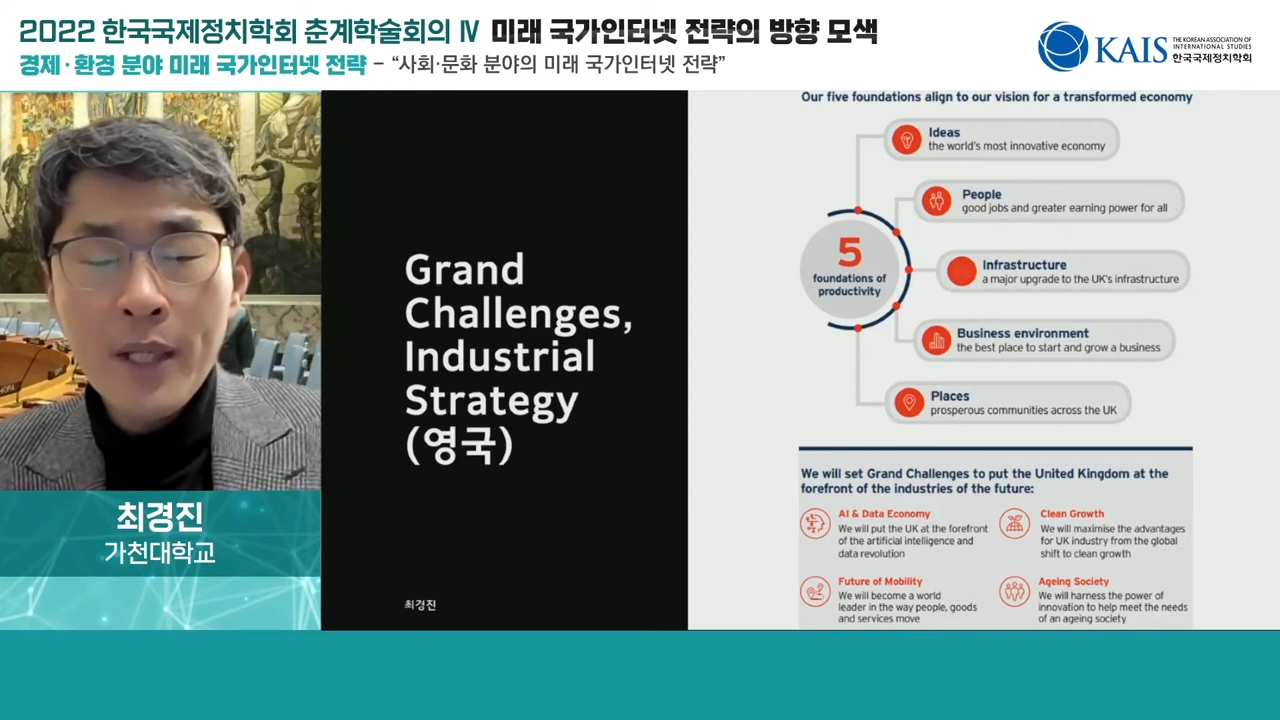 2022 한국국제정치학회 춘계학술회의 Ⅳ 미래 국가인터넷 전략의 방향 모색
경제·환경 분야 미래 국가인터넷 전략 – “사회·문화 분야의 미래 국가인터넷 전략”
KAIS
THE KOREAN ASSOCIATION OF
INTERNATIONAL STUDIES
한국국제정치학회
최경진
가천대학교
Grand
Challenges,
Industrial
Strategy
(영국)
최경진
Our five foundations align to our vision for a transformed economy
Ideas
the world's most innovative economy
People
good jobs and greater earning power for all
5
foundations of
productivity
Infrastructure
a major upgrade to the UK's infrastructure
Business environment
the best place to start and grow a business
Places
prosperous communities across the UK
We will set Grand Challenges to put the United Kingdom at the
forefront of the industries of the future:
AI & Data Economy
We will put the UK at the forefront
of the artificial intelligence and
data revolution
Clean Growth
We will maximise the advantages
for UK industry from the global
shift to clean growth
Future of Mobility
We will become a world
leader in the way people, goods
and services move
Ageing Society
We will harness the power of
innovation to help meet the needs
of an ageing society